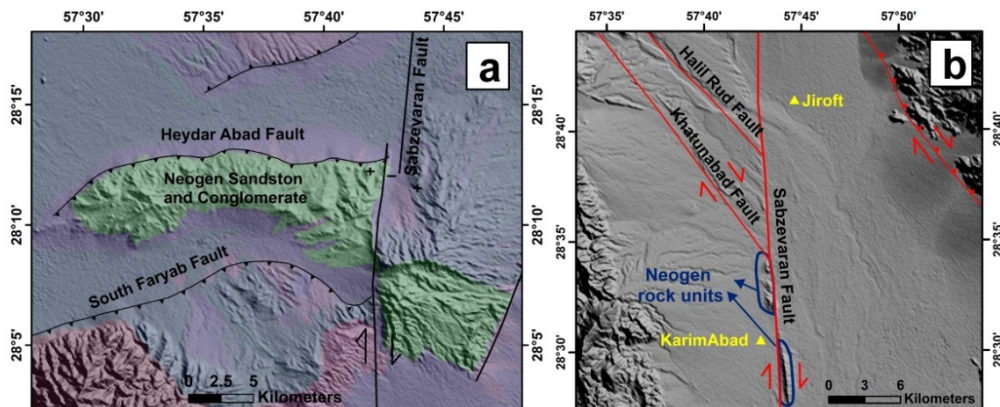 57°30'
57°35'
57°40'
57°45'
a
28°15'
28°10'
28°5'
28°15'
28°10'
28°5'
Heydar Abad Fault
Neogen Sandston
and Conglomerate
South Faryab Fault
Sabzevaran Fault
+
+
0 2.5 5
Kilometers
57°35'
57°40'
57°45'
57°50'
b
28°40'
28°35'
28°30'
28°40'
28°35'
28°30'
Halil Rud Fault
Khatunabad Fault
Jiroft
Sabzevaran Fault
Neogen
rock units
KarimAbad
0 3 6
Kilometers